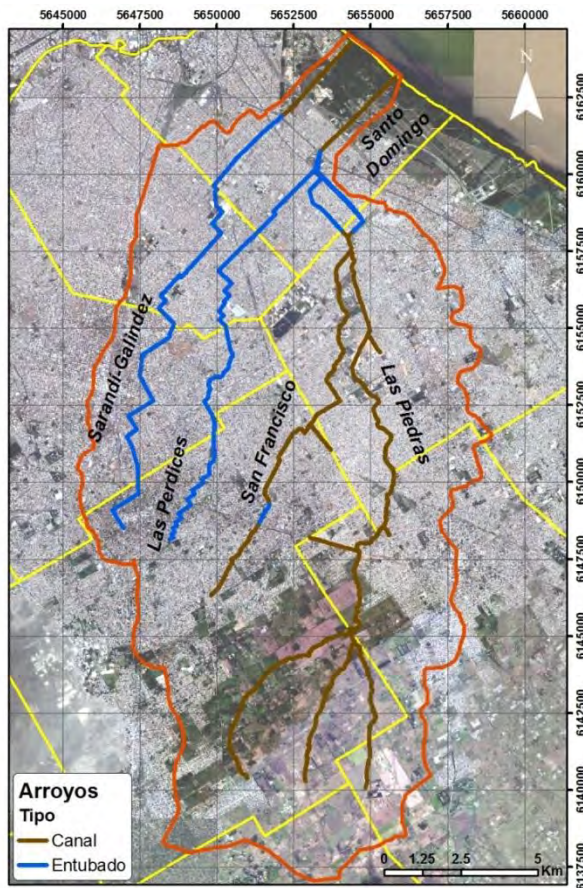 5645000 5647500 5650000 5652500 5655000 5657500 5660000
N
6162500
6160000
6157500
6155000
6152500
6150000
6147500
6145000
6142500
6140000
6137500
Santo
Domingo
Sarandí-Galíndez
Las Perdices
San Francisco
Las Piedras
Arroyos
Tipo
Canal
Entubado
0 1.25 2.5 5
Km